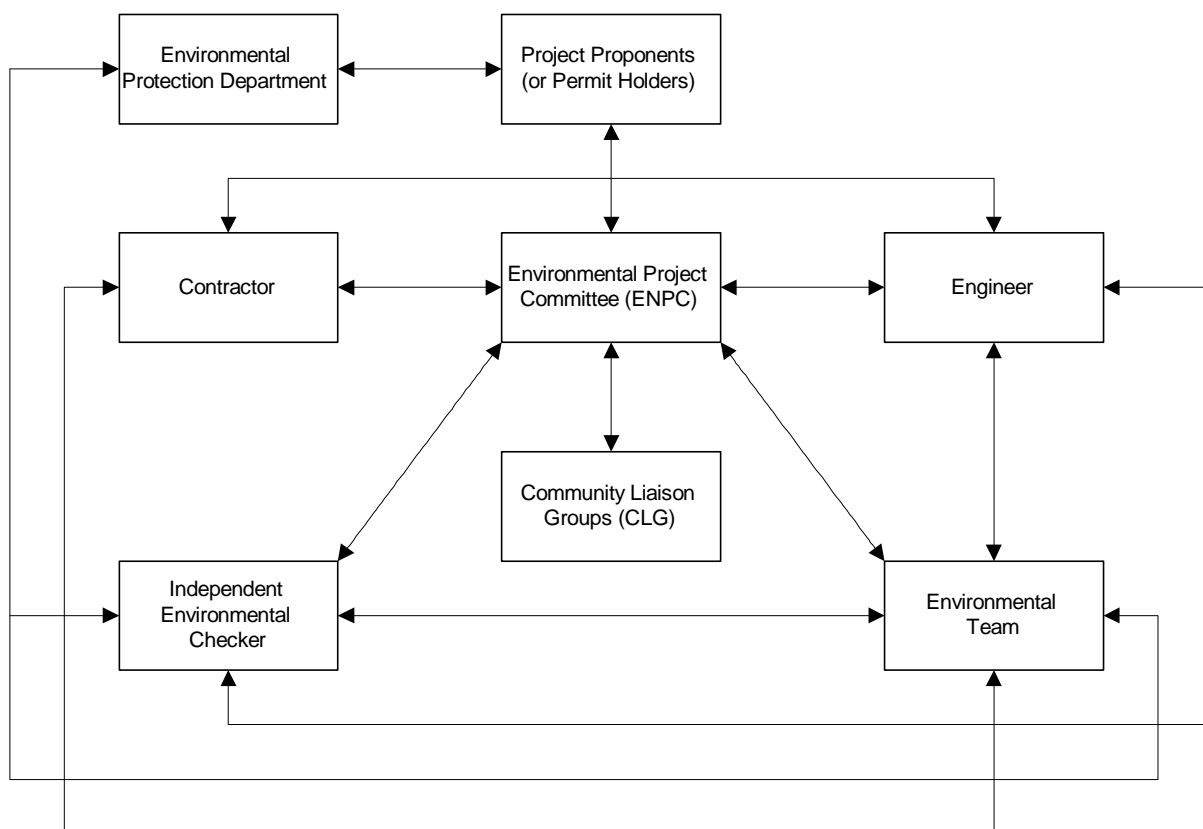 Environmental
Protection Department
Project Proponents
(or Permit Holders)
Contractor
Environmental Project
Committee (ENPC)
Engineer
Community Liaison
Groups (CLG)
Independent
Environmental
Checker
Environmental
Team